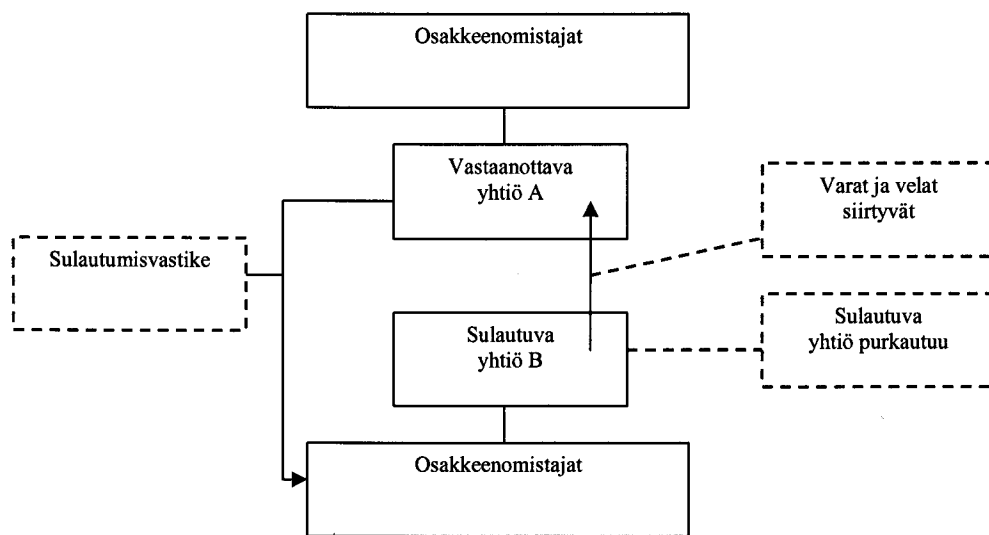 Osakkeenomistajat
Vastaanottava
yhtiö A
Varat ja velat
siirtyvät
Sulautumisvastike
Sulautuva
yhtiö B
Sulautuva
yhtiö purkautuu
Osakkeenomistajat